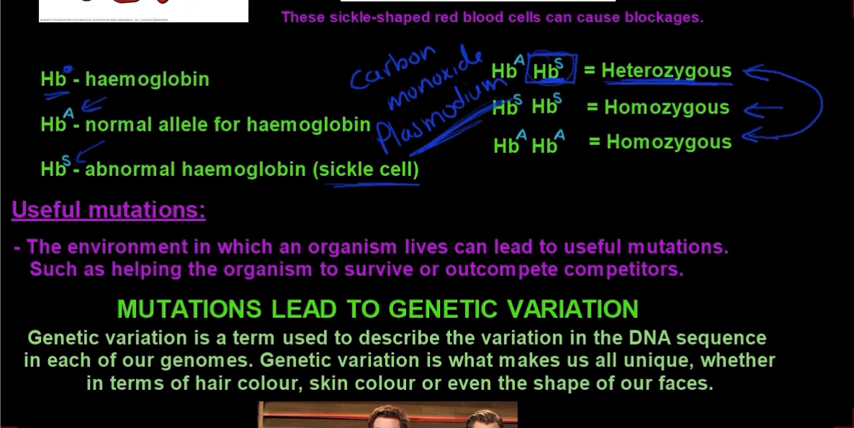 These sickle-shaped red blood cells can cause blockages.
Hb - haemoglobin
Hb^A - normal allele for haemoglobin
Hb^S - abnormal haemoglobin (sickle cell)
Carbon
monoxide
Plasmodium
Hb^A Hb^S = Heterozygous
Hb^S Hb^S = Homozygous
Hb^A Hb^A = Homozygous
Useful mutations:
- The environment in which an organism lives can lead to useful mutations.
Such as helping the organism to survive or outcompete competitors.
MUTATIONS LEAD TO GENETIC VARIATION
Genetic variation is a term used to describe the variation in the DNA sequence
in each of our genomes. Genetic variation is what makes us all unique, whether
in terms of hair colour, skin colour or even the shape of our faces.